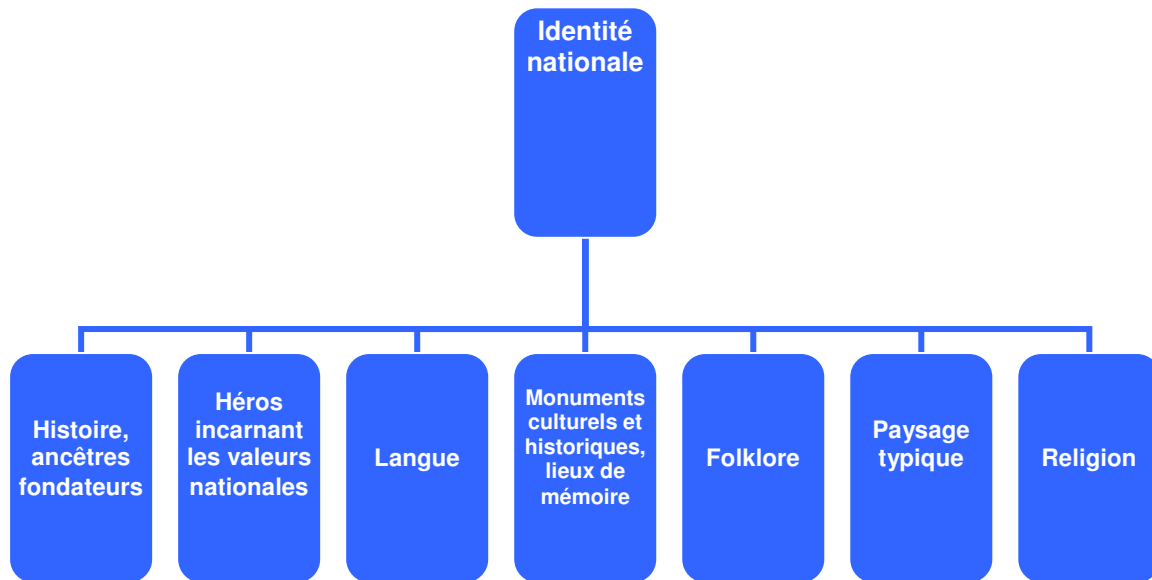 Identité
nationale
Histoire,
ancêtres
fondateurs
Héros
incarnant
les valeurs
nationales
Langue
Monuments
culturels et
historiques,
lieux de
mémoire
Folklore
Paysage
typique
Religion